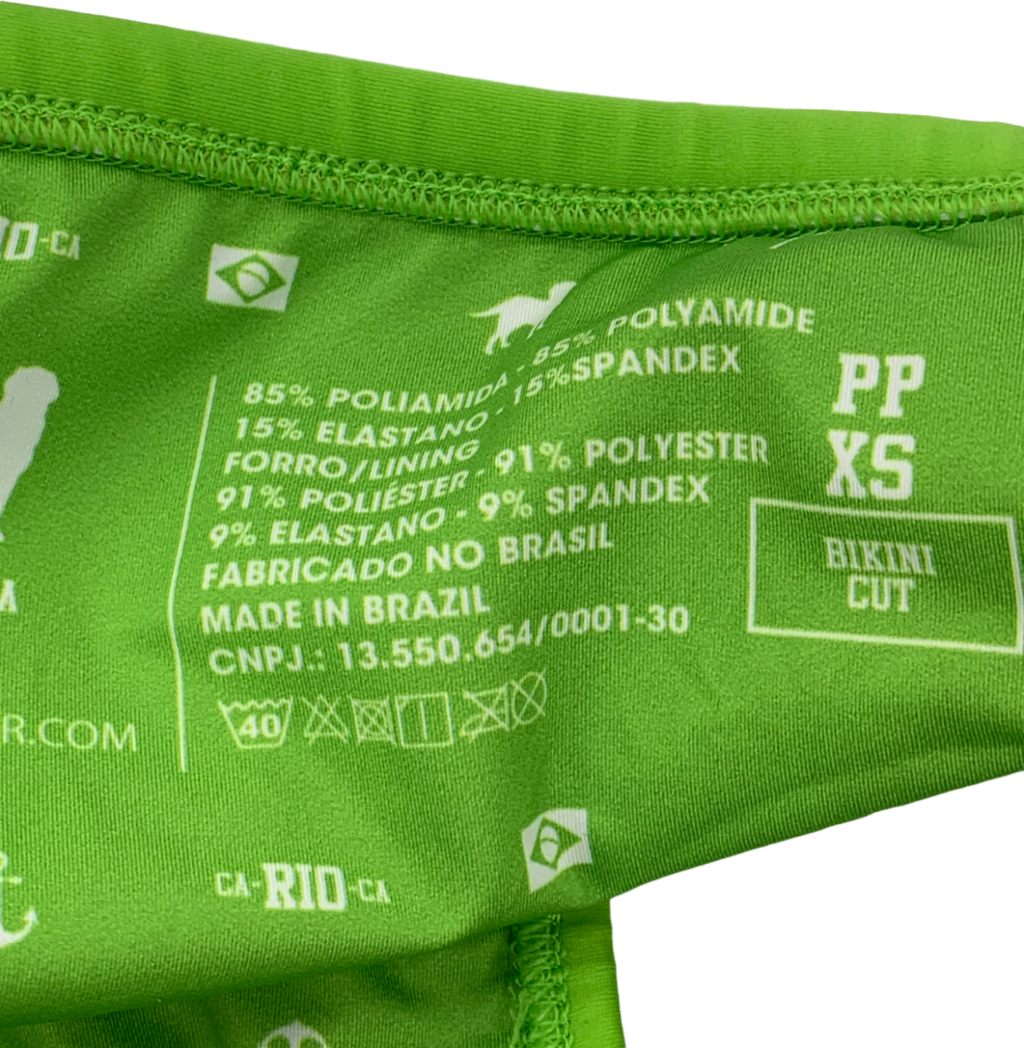 RIO-CA
85% POLIAMIDA - 85% POLYAMIDE
15% ELASTANO - 15%SPANDEX
FORRO/LINING
91% POLIÉSTER - 91% POLYESTER
9% ELASTANO - 9% SPANDEX
FABRICADO NO BRASIL
MADE IN BRAZIL
CNPJ.: 13.550.654/0001-30
40
PP
XS
BIKINI
CUT
A
R.COM
CA-RIO-CA